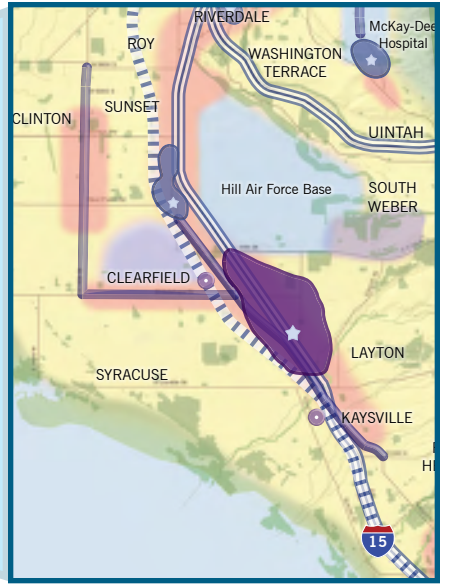 RIVERDALE
McKay-Dee
Hospital
ROY
WASHINGTON
TERRACE
SUNSET
CLINTON
UINTAH
Hill Air Force Base
SOUTH
WEBER
CLEARFIELD
LAYTON
SYRACUSE
KAYSVILLE
15